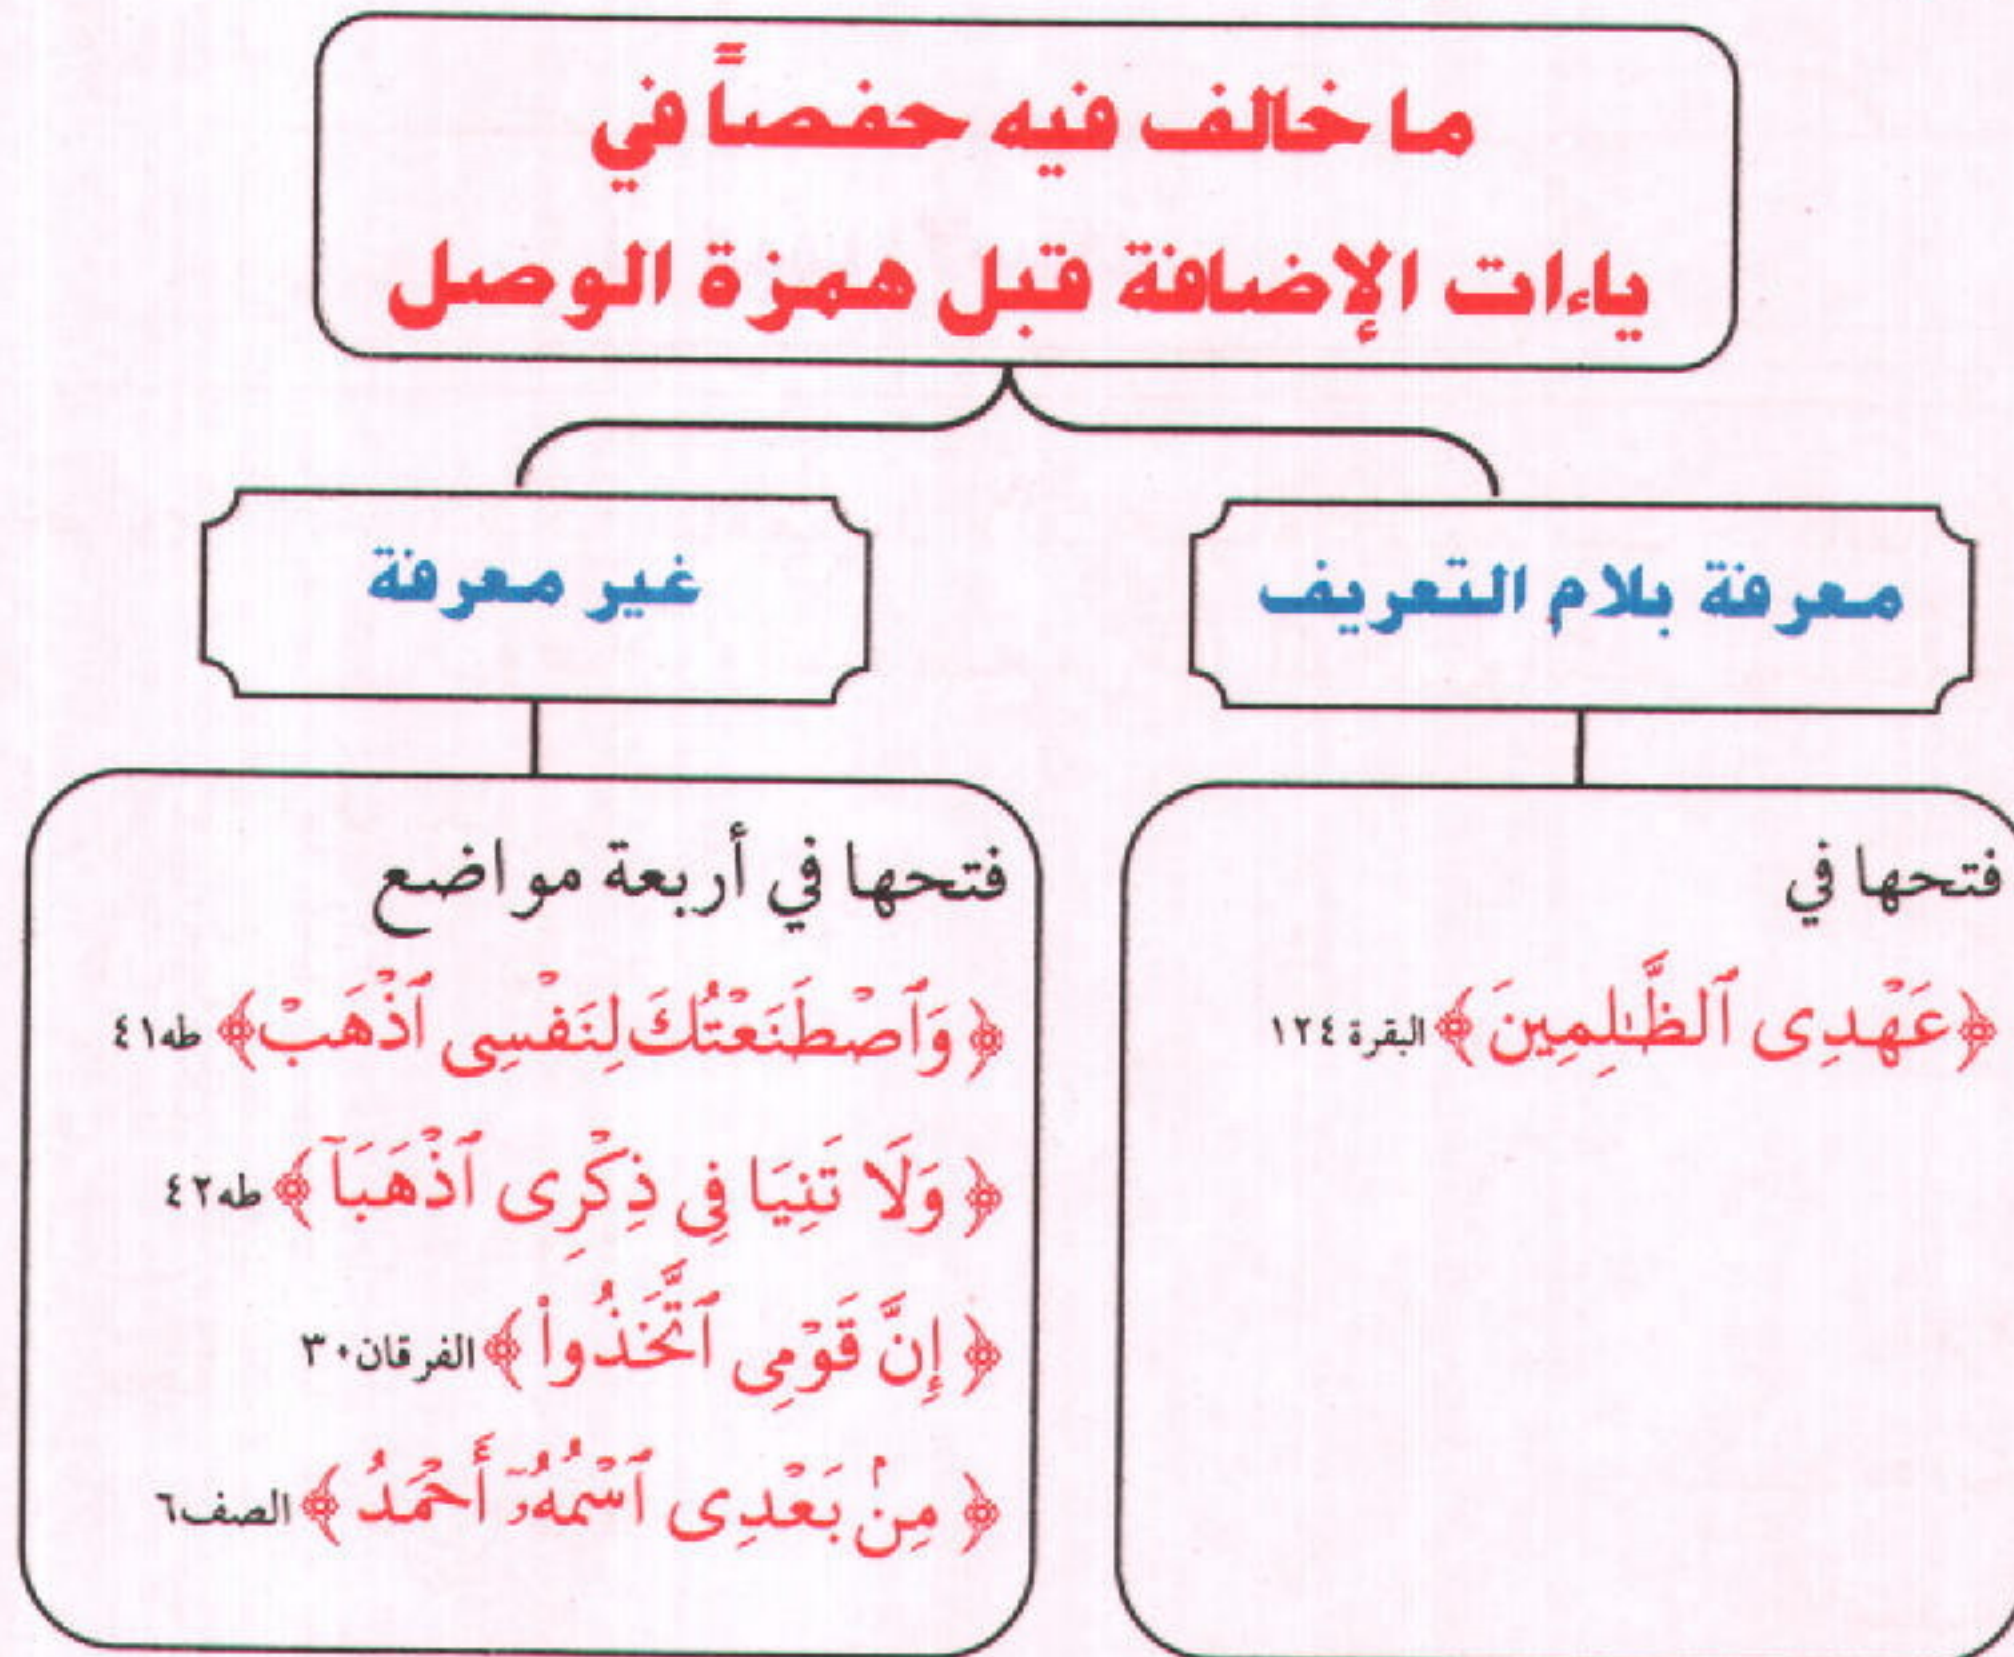 ما خالف فيه حفصاً في
ياءات الإضافة قبل همزة الوصل
معرفة بلام التعريف
فتحها في
﴿عَهْدِى ٱلظَّـٰلِمِينَ﴾ البقرة ١٢٤
غير معرفة
فتحها في أربعة مواضع
﴿وَٱصْطَنَعْتُكَ لِنَفْسِى ٱذْهَبْ﴾ طه٤١
﴿وَلَا تَنِيَا فِى ذِكْرِى ٱذْهَبَآ﴾ طه٤٢
﴿إِنَّ قَوْمِى ٱتَّخَذُوا۟﴾ الفرقان٣٠
﴿مِنۢ بَعْدِى ٱسْمُهُۥٓ أَحْمَدُ﴾ الصف٦